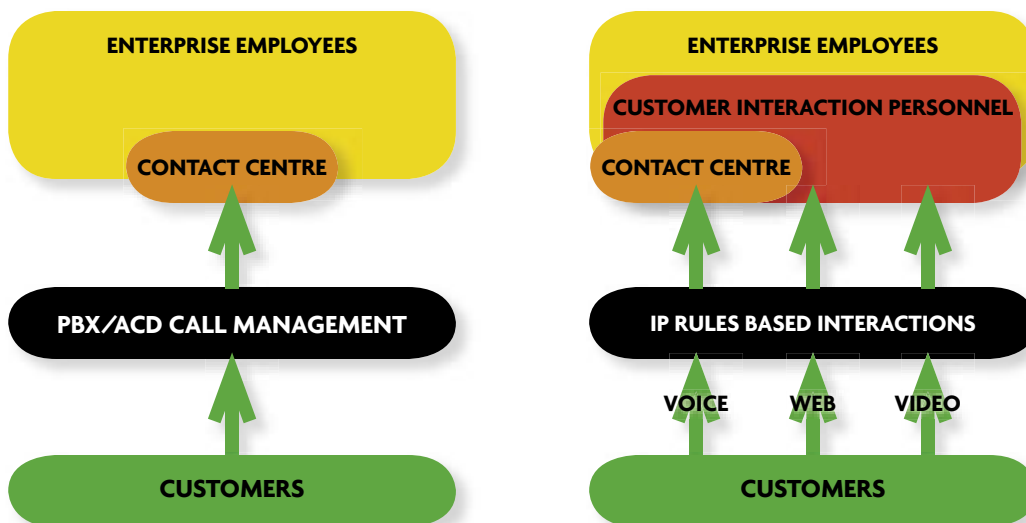 ENTERPRISE EMPLOYEES
CONTACT CENTRE
PBX/ACD CALL MANAGEMENT
CUSTOMERS
ENTERPRISE EMPLOYEES
CUSTOMER INTERACTION PERSONNEL
CONTACT CENTRE
IP RULES BASED INTERACTIONS
VOICE WEB VIDEO
CUSTOMERS